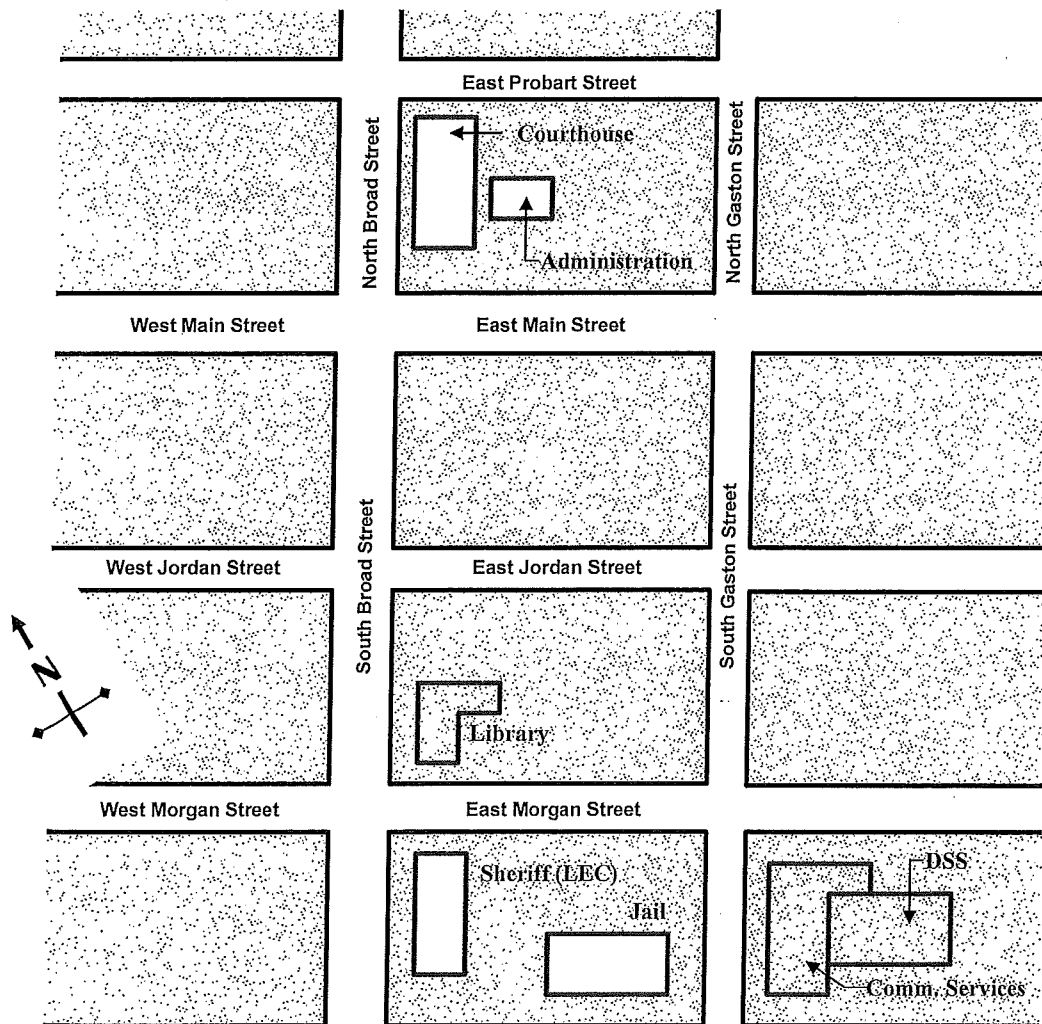 East Probart Street
Courthouse
North Broad Street
North Gaston Street
Administration
West Main Street
East Main Street
West Jordan Street
East Jordan Street
South Broad Street
South Gaston Street
N
Library
West Morgan Street
East Morgan Street
Sheriff (LEC)
DSS
Jail
Comm. Services